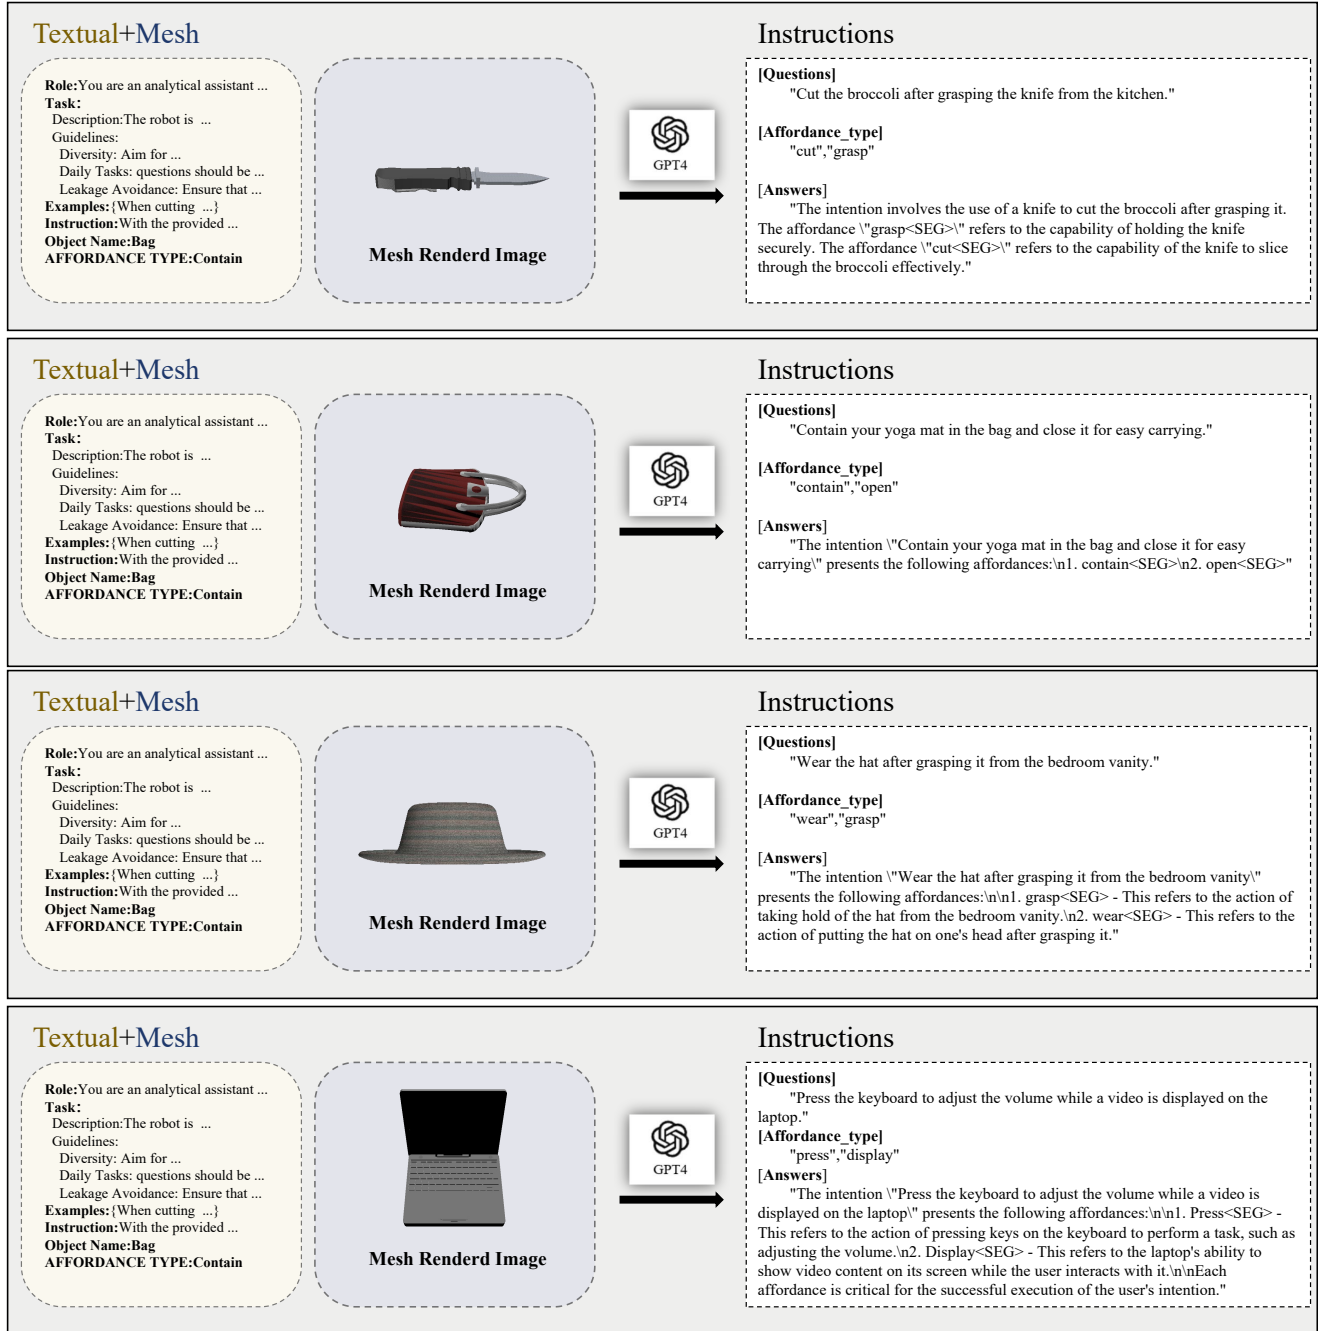 Textual+Mesh
Role:You are an analytical assistant ...
Task:
Description:The robot is ...
Guidelines:
Diversity: Aim for ...
Daily Tasks: questions should be ...
Leakage Avoidance: Ensure that ...
Examples:{When cutting ...}
Instruction:With the provided ...
Object Name:Bag
AFFORDANCE TYPE:Contain
Mesh Renderd Image
GPT4
Instructions
[Questions]
"Cut the broccoli after grasping the knife from the kitchen."
[Affordance_type]
"cut","grasp"
[Answers]
"The intention involves the use of a knife to cut the broccoli after grasping it.
The affordance \"grasp<SEG>\" refers to the capability of holding the knife
securely. The affordance \"cut<SEG>\" refers to the capability of the knife to slice
through the broccoli effectively."
Textual+Mesh
Role:You are an analytical assistant ...
Task:
Description:The robot is ...
Guidelines:
Diversity: Aim for ...
Daily Tasks: questions should be ...
Leakage Avoidance: Ensure that ...
Examples:{When cutting ...}
Instruction:With the provided ...
Object Name:Bag
AFFORDANCE TYPE:Contain
Mesh Renderd Image
GPT4
Instructions
[Questions]
"Contain your yoga mat in the bag and close it for easy carrying."
[Affordance_type]
"contain","open"
[Answers]
"The intention \"Contain your yoga mat in the bag and close it for easy
carrying\" presents the following affordances:\n1. contain<SEG>\n2. open<SEG>"
Textual+Mesh
Role:You are an analytical assistant ...
Task:
Description:The robot is ...
Guidelines:
Diversity: Aim for ...
Daily Tasks: questions should be ...
Leakage Avoidance: Ensure that ...
Examples:{When cutting ...}
Instruction:With the provided ...
Object Name:Bag
AFFORDANCE TYPE:Contain
Mesh Renderd Image
GPT4
Instructions
[Questions]
"Wear the hat after grasping it from the bedroom vanity."
[Affordance_type]
"wear","grasp"
[Answers]
"The intention \"Wear the hat after grasping it from the bedroom vanity\"
presents the following affordances:\n\n1. grasp<SEG> - This refers to the action of
taking hold of the hat from the bedroom vanity.\n2. wear<SEG> - This refers to the
action of putting the hat on one's head after grasping it."
Textual+Mesh
Role:You are an analytical assistant ...
Task:
Description:The robot is ...
Guidelines:
Diversity: Aim for ...
Daily Tasks: questions should be ...
Leakage Avoidance: Ensure that ...
Examples:{When cutting ...}
Instruction:With the provided ...
Object Name:Bag
AFFORDANCE TYPE:Contain
Mesh Renderd Image
GPT4
Instructions
[Questions]
"Press the keyboard to adjust the volume while a video is displayed on the
laptop."
[Affordance_type]
"press","display"
[Answers]
"The intention \"Press the keyboard to adjust the volume while a video is
displayed on the laptop\" presents the following affordances:\n\n1. Press<SEG> -
This refers to the action of pressing keys on the keyboard to perform a task, such as
adjusting the volume.\n2. Display<SEG> - This refers to the laptop's ability to
show video content on its screen while the user interacts with it.\n\nEach
affordance is critical for the successful execution of the user's intention."